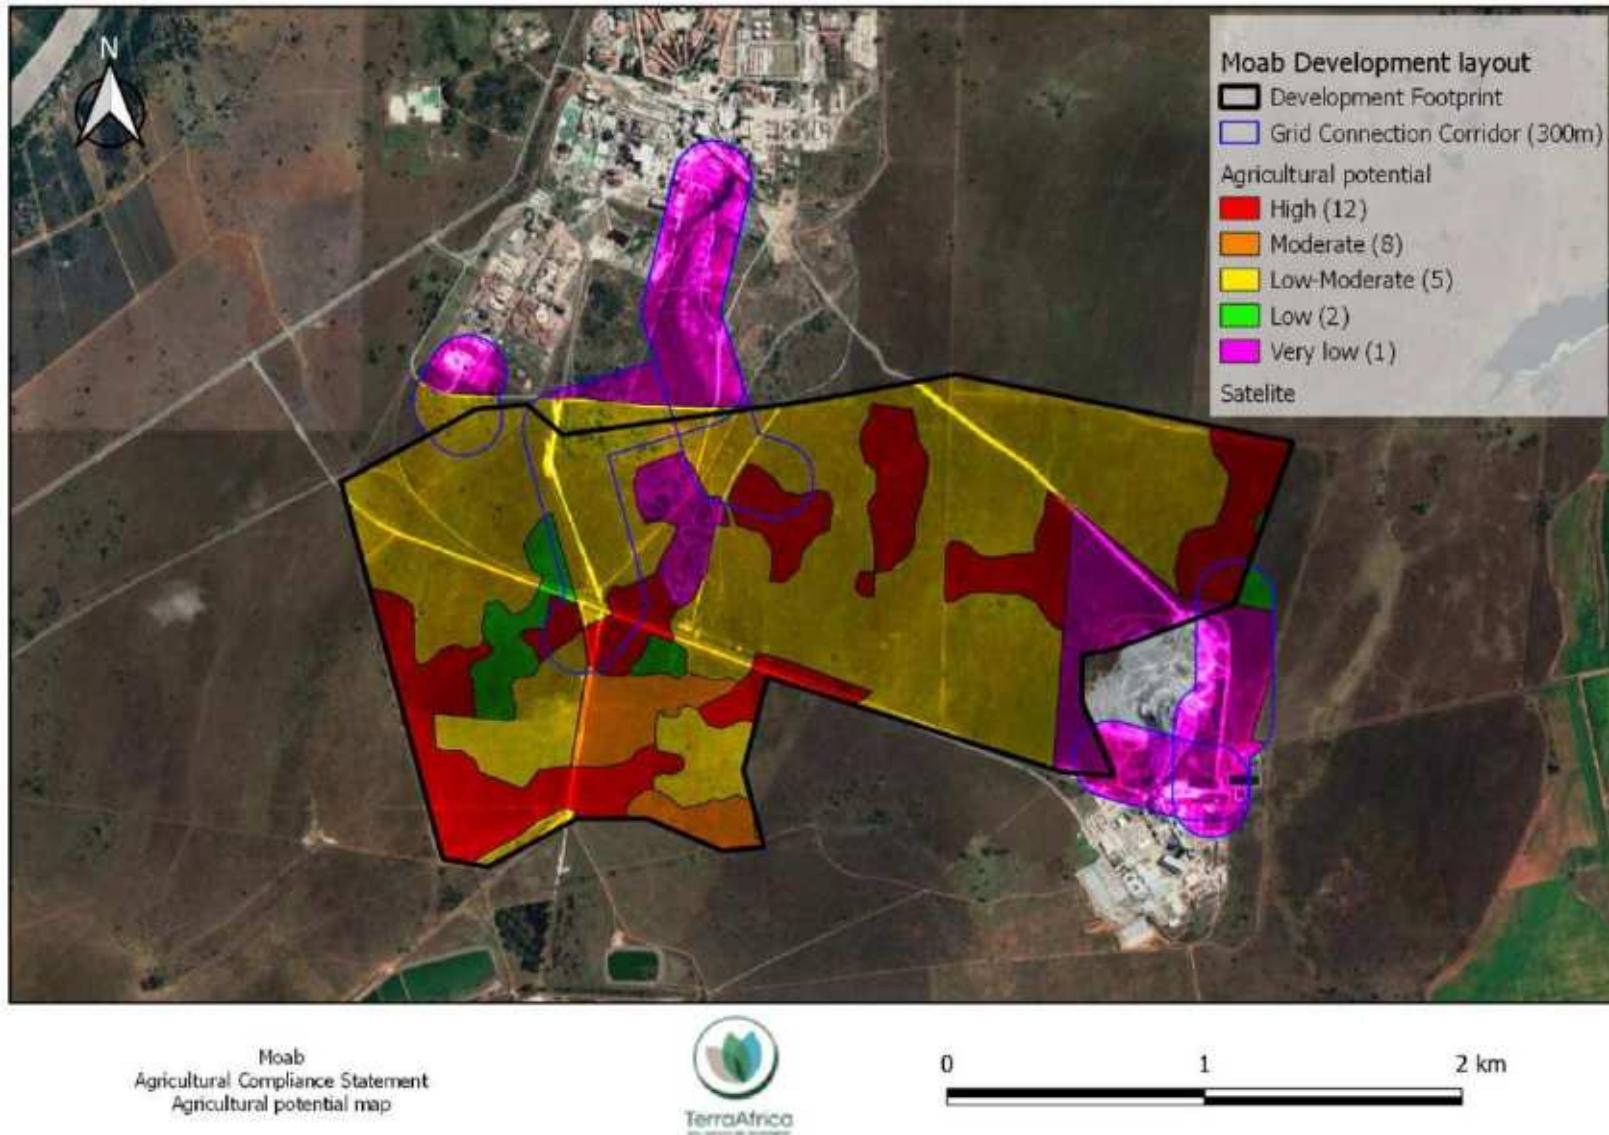 N
Moab Development layout
Development Footprint
Grid Connection Corridor (300m)
Agricultural potential
High (12)
Moderate (8)
Low-Moderate (5)
Low (2)
Very low (1)
Satelite
Moab
Agricultural Compliance Statement
Agricultural potential map
TerraAfrica
0 1 2 km